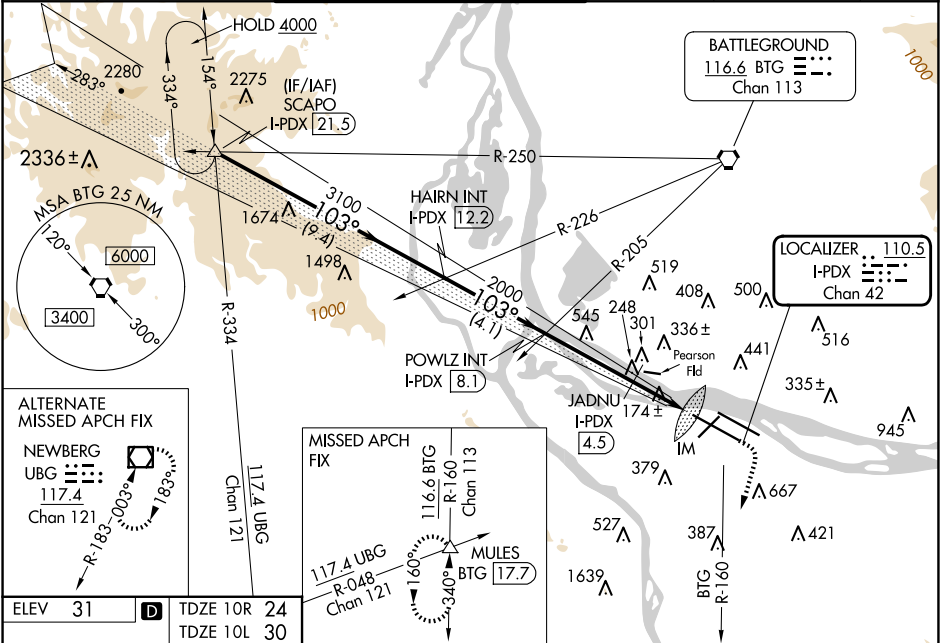 HOLD 4000
BATTLEGROUND
116.6 BTG
Chan 113
1000
283°
2280
334°
154°
2275
(IF/IAF)
SCAPO
I-PDX 21.5
2336 ±
R-250
3100
103°
(9.4)
1674
HAIRN INT
I-PDX 12.2
R-226
R-205
MSA BTG 25 NM
120°
6000
3400
300°
1498
1000
R-334
2000
103°
(4.1)
LOCALIZER 110.5
I-PDX
Chan 42
519
408
500
545
248
301
336 ±
516
Pearson
Fld
441
POWLZ INT
I-PDX 8.1
335 ±
JADNU
I-PDX
4.5
174 ±
945
IM
ALTERNATE
MISSED APCH FIX
NEWBERG
UBG
117.4
Chan 121
R-183-003°
183°
117.4 UBG
Chan 121
MISSED APCH
FIX
116.6 BTG
R-160
Chan 113
117.4 UBG
R-048
Chan 121
160°
340°
MULES
BTG 17.7
379
667
527
387
421
1639
BTG
R-160
ELEV 31
D
TDZE 10R 24
TDZE 10L 30